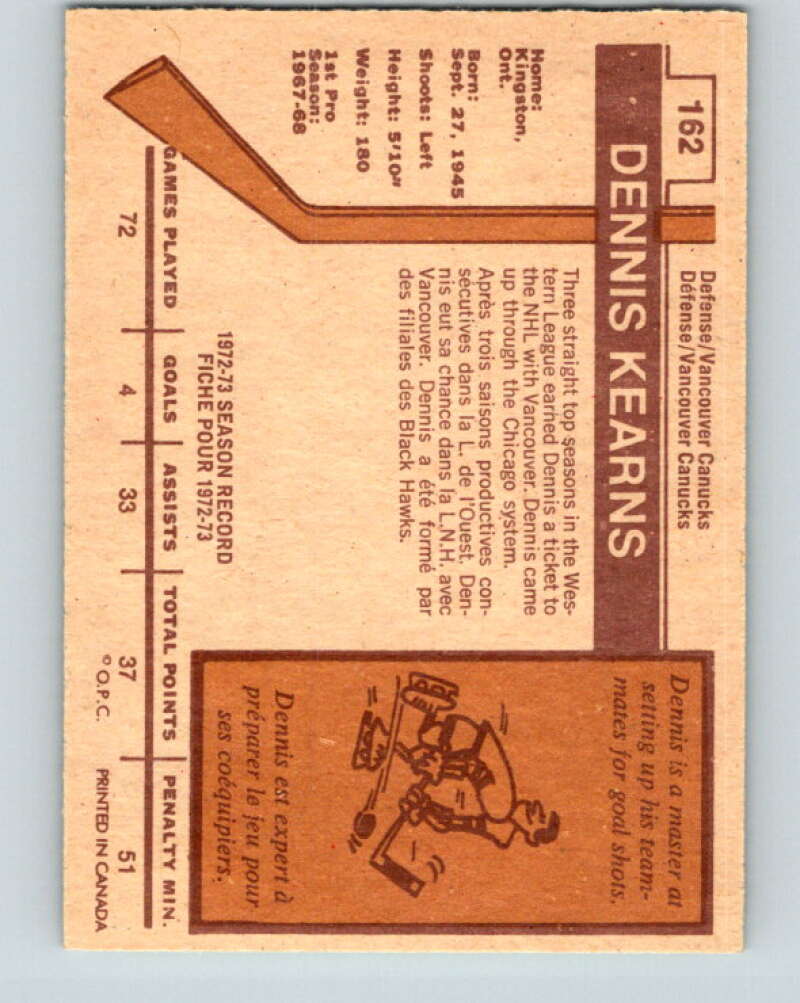 162
Defense/Vancouver Canucks
Défense/Vancouver Canucks
DENNIS KEARNS
Home:
Kingston,
Ont.
Born:
Sept. 27, 1945
Shoots: Left
Height: 5'10"
Weight: 180
1st Pro
Season:
1967-68
Three straight top seasons in the Wes-
tern League earned Dennis a ticket to
the NHL with Vancouver. Dennis came
up through the Chicago system.
Après trois saisons productives con-
sécutives dans la L. de l'Ouest, Den-
nis eut sa chance dans la L.N.H. avec
Vancouver. Dennis a été formé par
des filiales des Black Hawks.
Dennis is a master at
setting up his team-
mates for goal shots.
Dennis est expert à
préparer le jeu pour
ses coéquipiers.
1972-73 SEASON RECORD
FICHE POUR 1972-73
GAMES PLAYED GOALS ASSISTS TOTAL POINTS PENALTY MIN.
72 4 33 37 51
© O.P.C. PRINTED IN CANADA